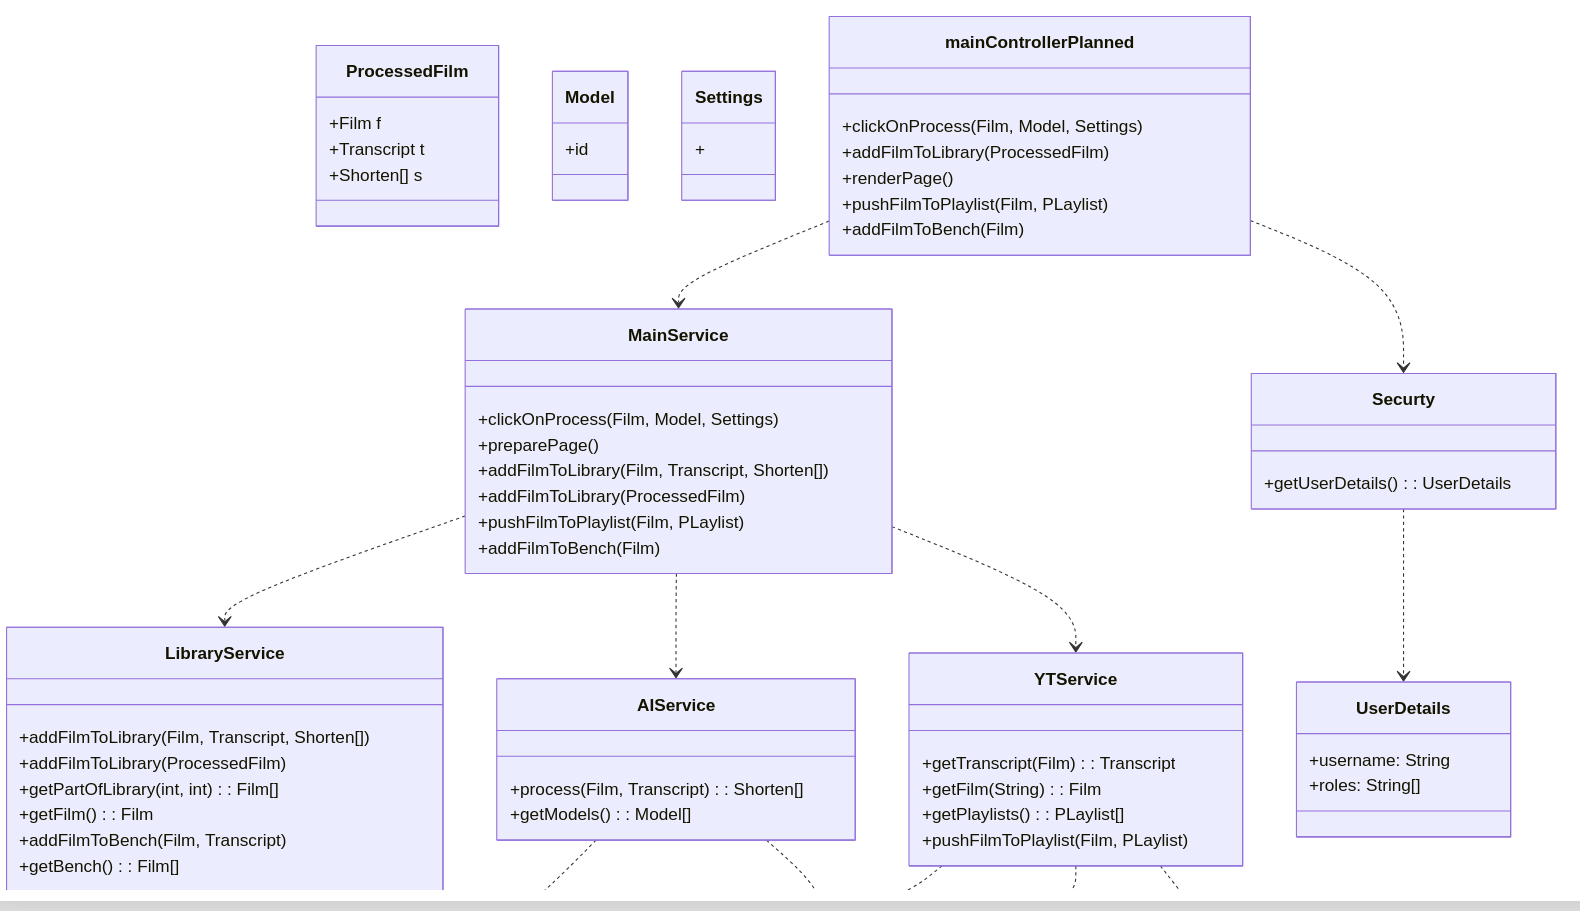 ProcessedFilm
+Film f
+Transcript t
+Shorten[] s
Model
+id
Settings
+
mainControllerPlanned
+clickOnProcess(Film, Model, Settings)
+addFilmToLibrary(ProcessedFilm)
+renderPage()
+pushFilmToPlaylist(Film, PLaylist)
+addFilmToBench(Film)
MainService
+clickOnProcess(Film, Model, Settings)
+preparePage()
+addFilmToLibrary(Film, Transcript, Shorten[])
+addFilmToLibrary(ProcessedFilm)
+pushFilmToPlaylist(Film, PLaylist)
+addFilmToBench(Film)
Securty
+getUserDetails() : : UserDetails
LibraryService
+addFilmToLibrary(Film, Transcript, Shorten[])
+addFilmToLibrary(ProcessedFilm)
+getPartOfLibrary(int, int) : : Film[]
+getFilm() : : Film
+addFilmToBench(Film, Transcript)
+getBench() : : Film[]
AIService
+process(Film, Transcript) : : Shorten[]
+getModels() : : Model[]
YTService
+getTranscript(Film) : : Transcript
+getFilm(String) : : Film
+getPlaylists() : : PLaylist[]
+pushFilmToPlaylist(Film, PLaylist)
UserDetails
+username: String
+roles: String[]